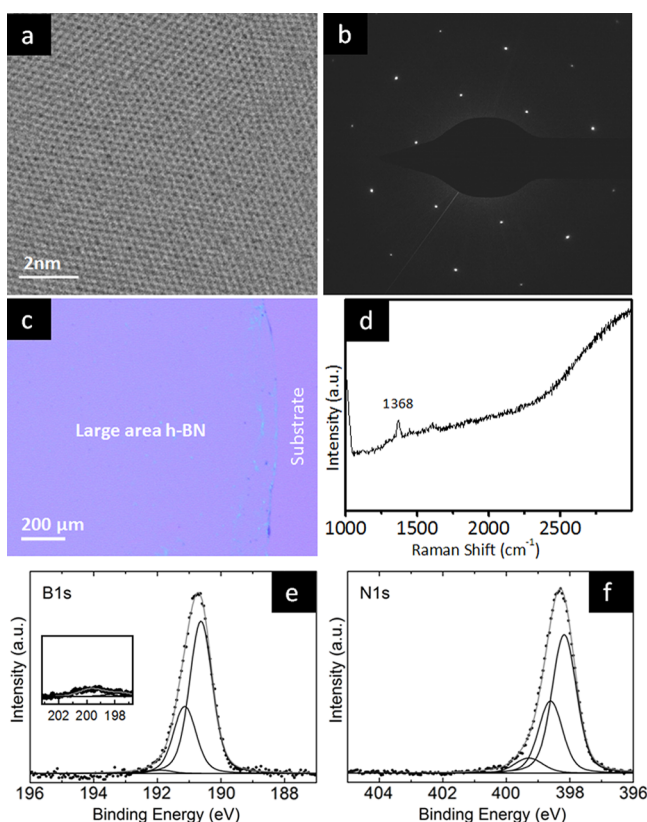 a
b
2nm
c
Large area h-BN
Substrate
200 μm
d
Intensity (a.u.)
1368
1000 1500 2000 2500
Raman Shift (cm⁻¹)
B1s
e
Intensity (a.u.)
202 200 198
196 194 192 190 188
Binding Energy (eV)
N1s
f
Intensity (a.u.)
404 402 400 398 396
Binding Energy (eV)